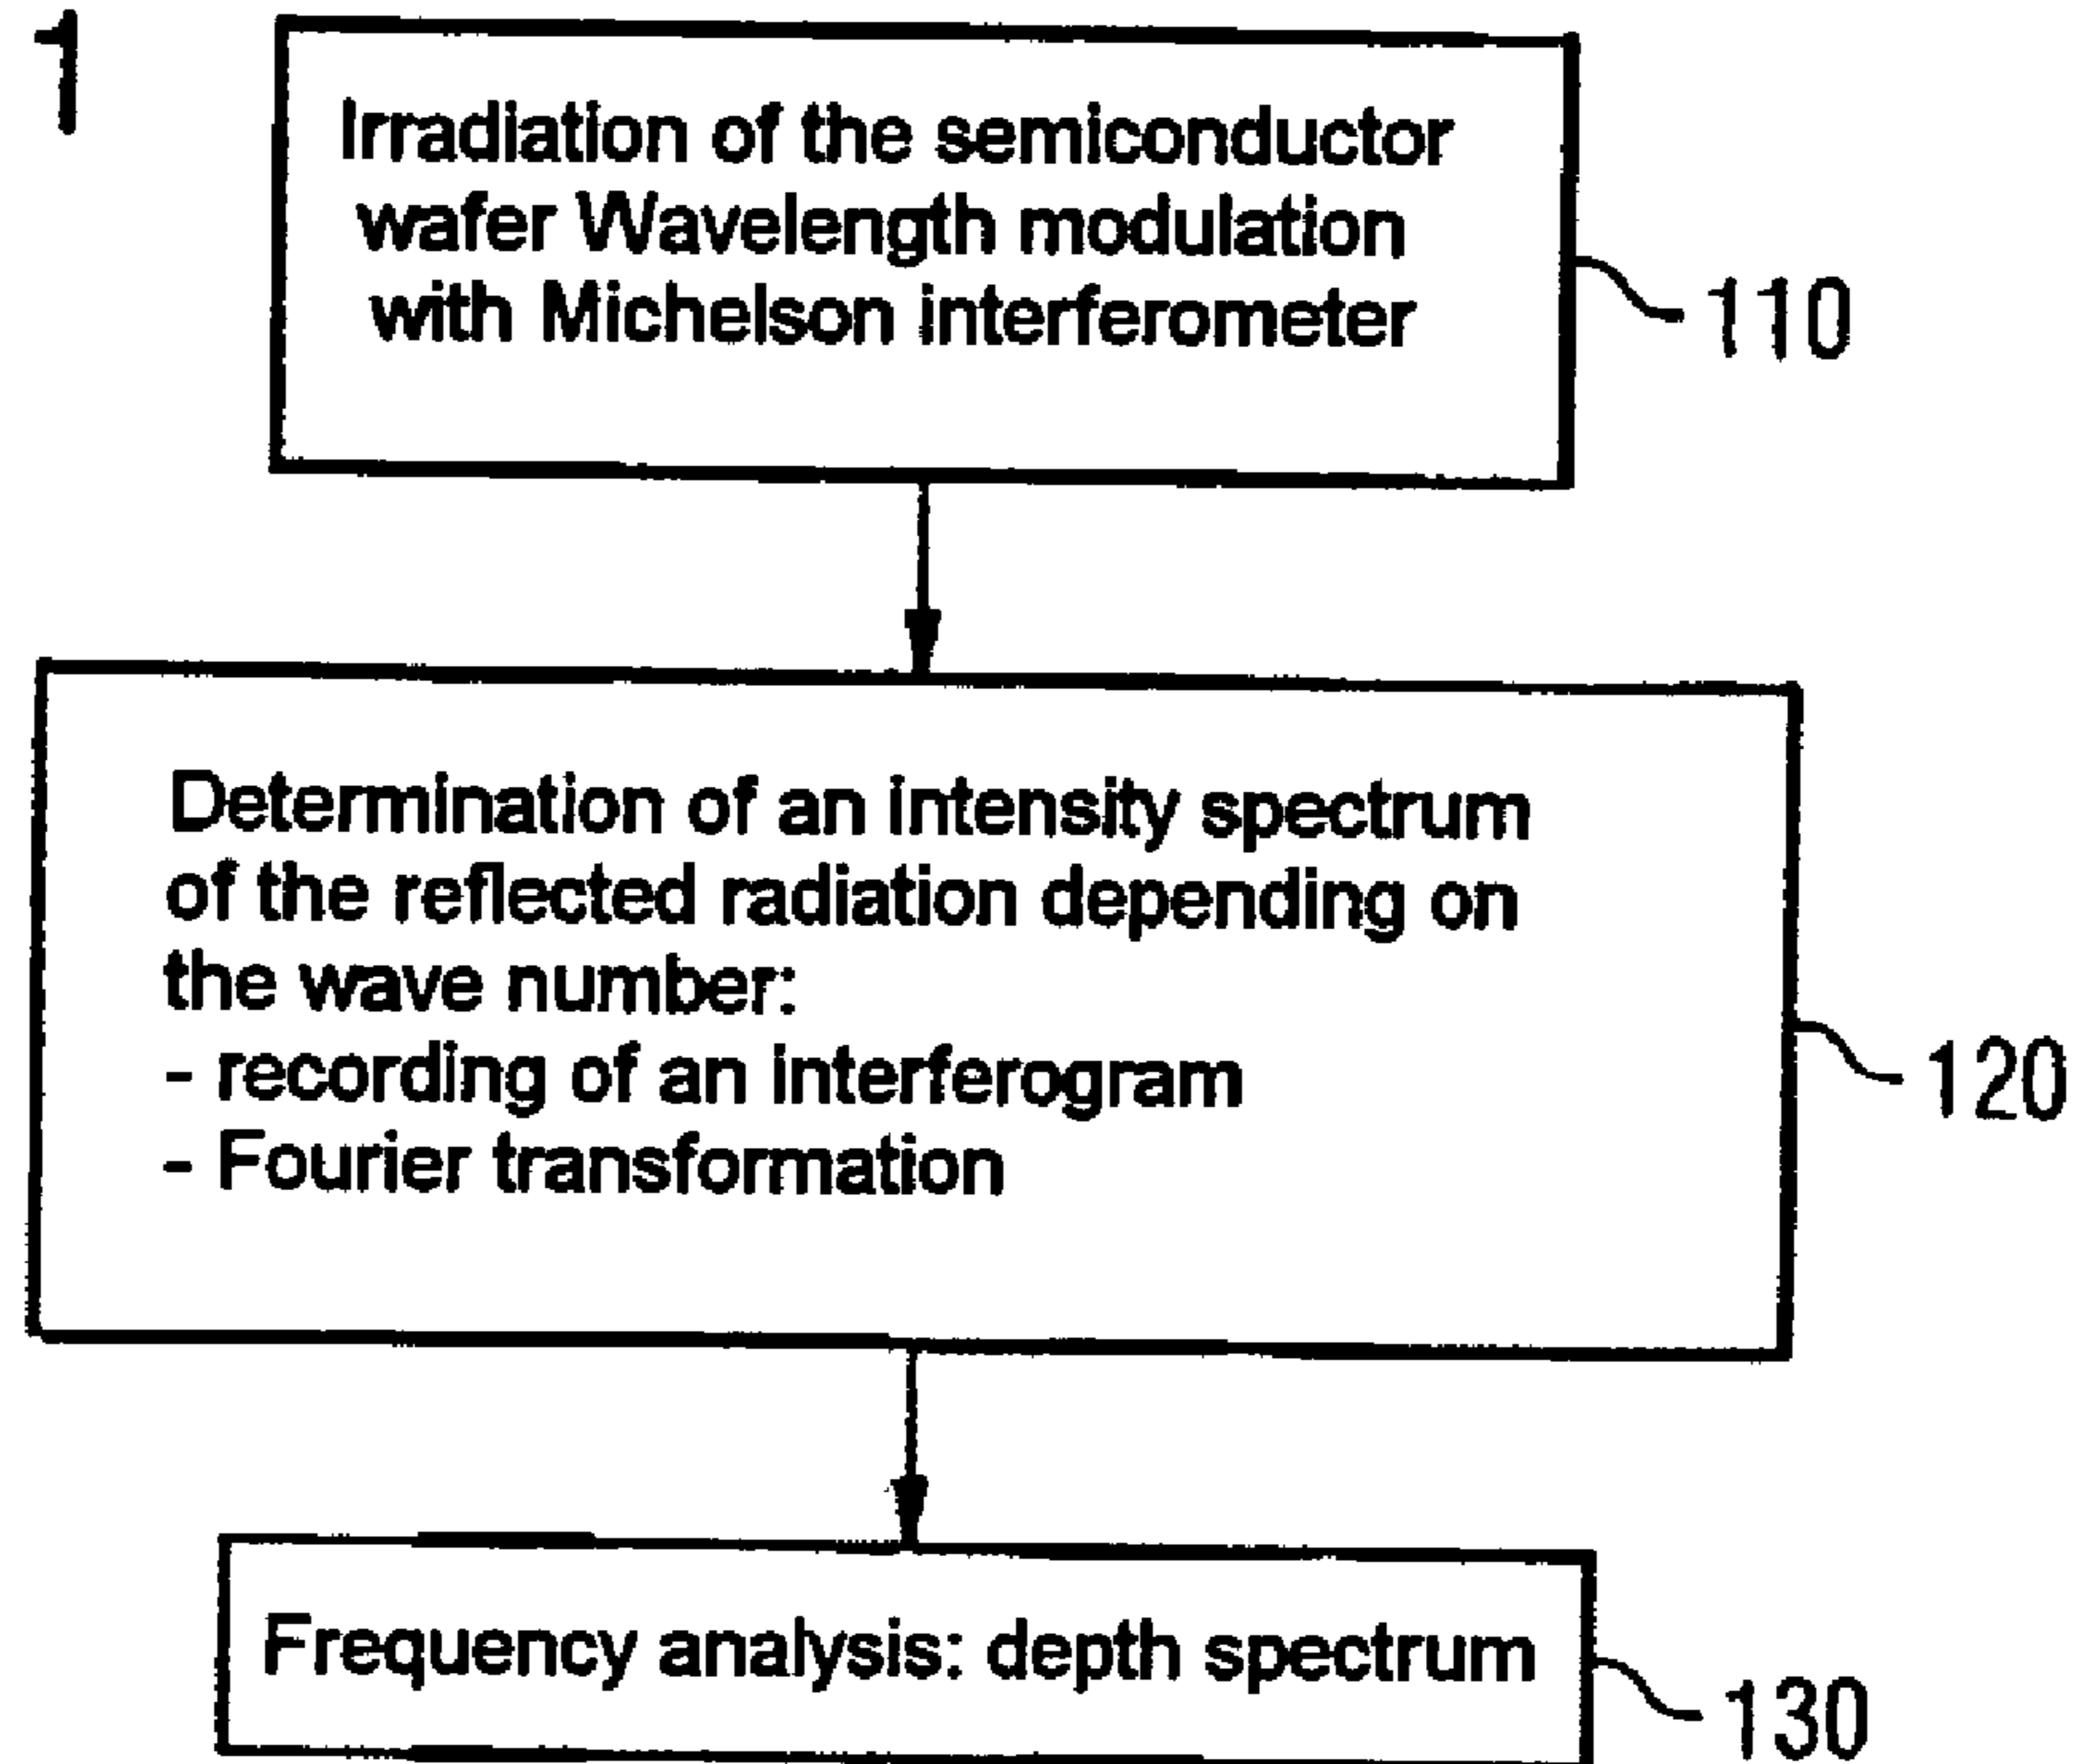 1
Irradiation of the semiconductor
wafer Wavelength modulation
with Michelson interferometer
110
Determination of an intensity spectrum
of the reflected radiation depending on
the wave number:
- recording of an interferogram
- Fourier transformation
120
Frequency analysis: depth spectrum
130